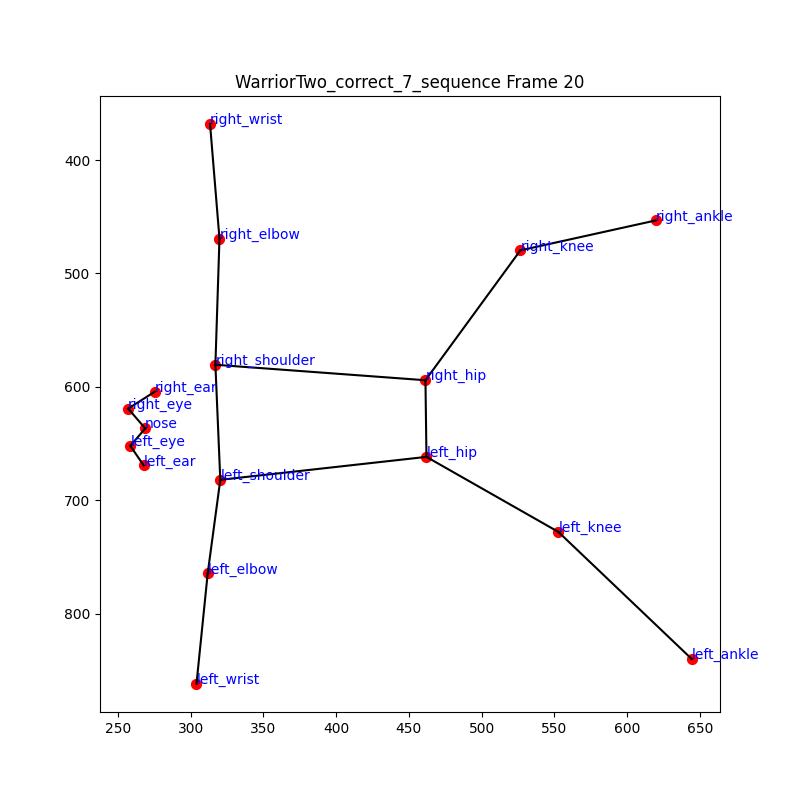 WarriorTwo_correct_7_sequence Frame 20
right_wrist
right_ankle
right_elbow
right_knee
right_shoulder
right_hip
right_ear
right_eye
nose
left_eye
left_hip
left_ear
left_shoulder
left_knee
left_elbow
left_ankle
left_wrist
400
500
600
700
800
250 300 350 400 450 500 550 600 650